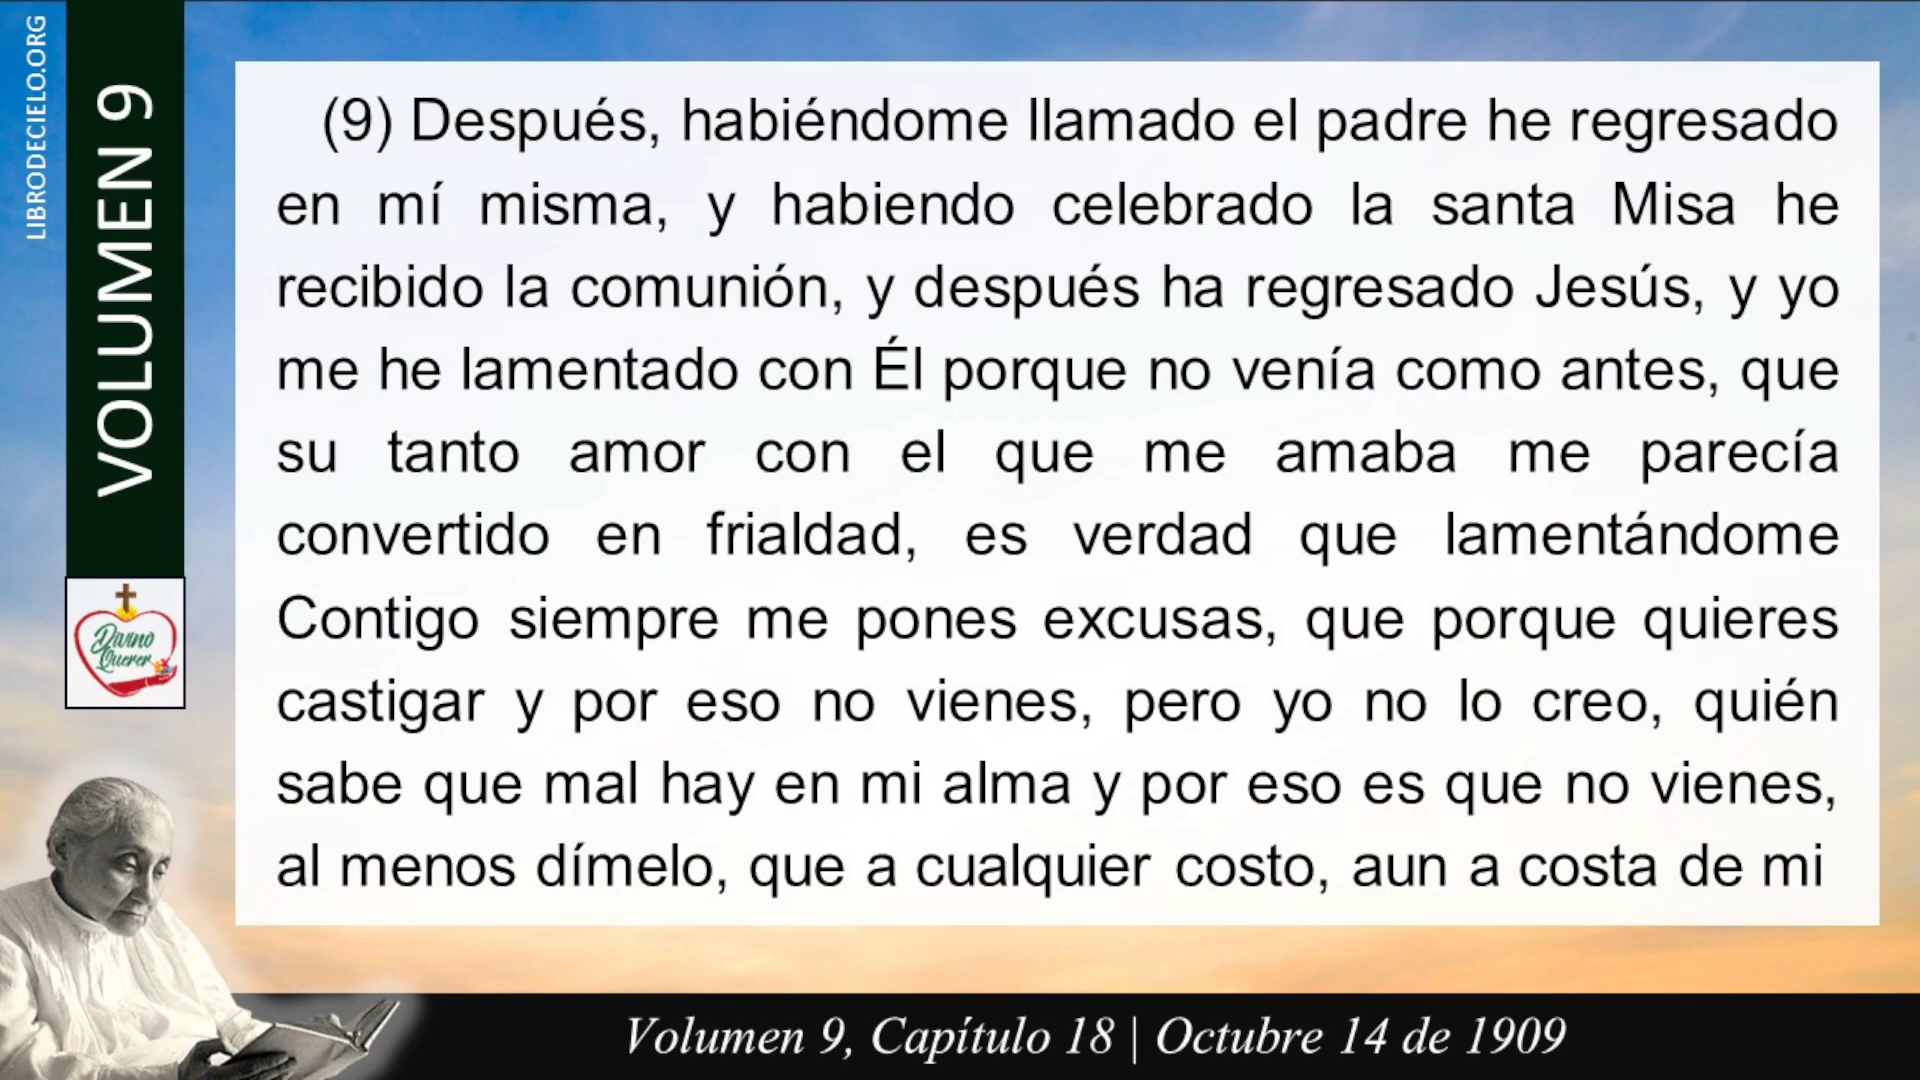 LIBRODECIELO.ORG
VOLUMEN 9
Divino
Querer
(9) Después, habiéndome llamado el padre he regresado
en mí misma, y habiendo celebrado la santa Misa he
recibido la comunión, y después ha regresado Jesús, y yo
me he lamentado con Él porque no venía como antes, que
su tanto amor con el que me amaba me parecía
convertido en frialdad, es verdad que lamentándome
Contigo siempre me pones excusas, que porque quieres
castigar y por eso no vienes, pero yo no lo creo, quién
sabe que mal hay en mi alma y por eso es que no vienes,
al menos dímelo, que a cualquier costo, aun a costa de mi
Volumen 9, Capítulo 18 | Octubre 14 de 1909